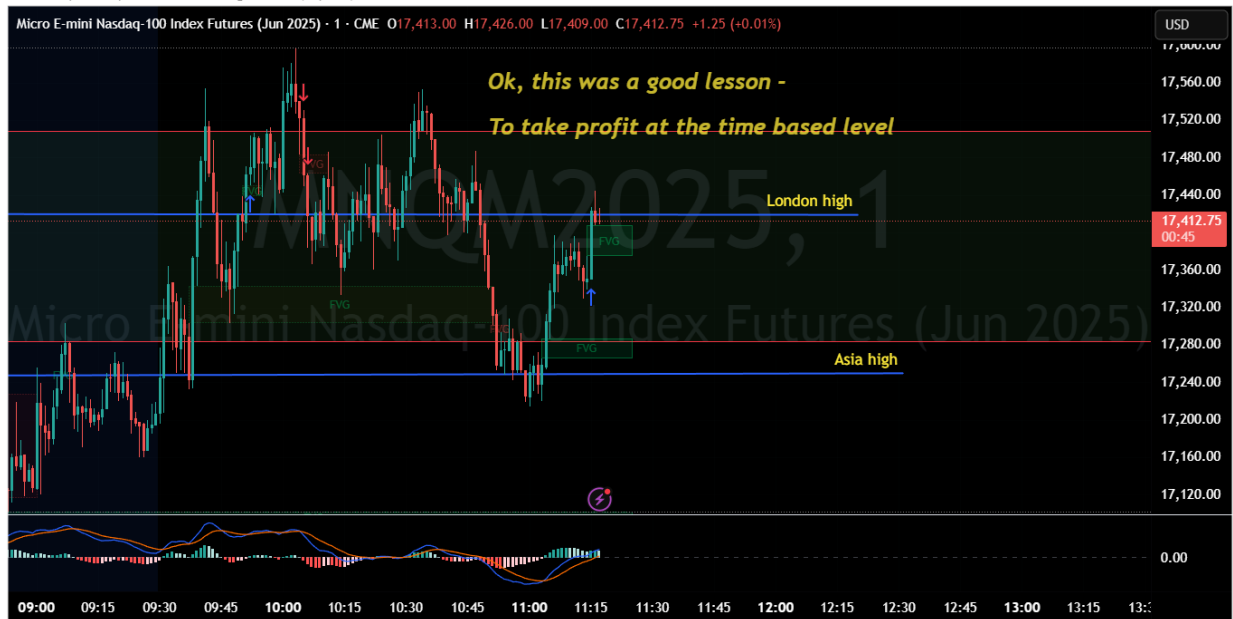 Micro E-mini Nasdaq-100 Index Futures (Jun 2025) · 1 · CME O17,413.00 H17,426.00 L17,409.00 C17,412.75 +1.25 (+0.01%)
USD
17,600.00
Ok, this was a good lesson -
17,560.00
To take profit at the time based level
17,520.00
17,480.00
FVG
FVG
17,440.00
London high
MNQM2025, 1
17,412.75
00:45
FVG
17,360.00
FVG
17,320.00
Micro E-mini Nasdaq-100 Index Futures (Jun 2025)
FVG
17,280.00
Asia high
17,240.00
17,200.00
17,160.00
17,120.00
0.00
09:00 09:15 09:30 09:45 10:00 10:15 10:30 10:45 11:00 11:15 11:30 11:45 12:00 12:15 12:30 12:45 13:00 13:15